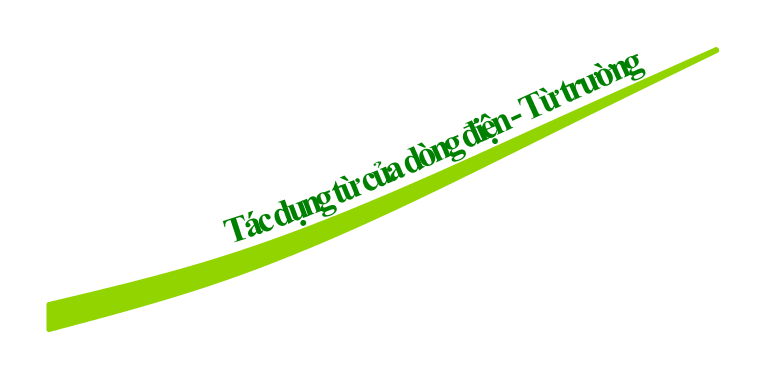 Tác dụng từ của dòng điện - Từ trường